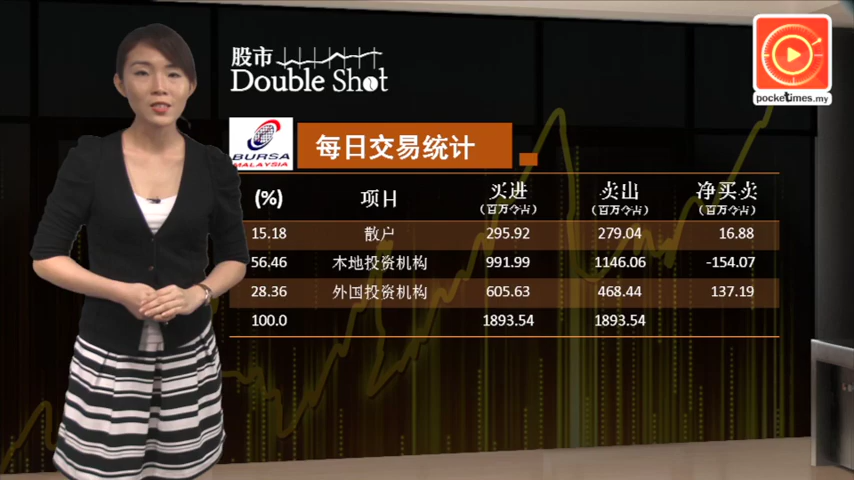 股市
Double Shot
pocketimes.my
BURSA
MALAYSIA
每日交易统计
(%) 项目 买进 卖出 净买卖
(百万令吉) (百万令吉) (百万令吉)
15.18 散户 295.92 279.04 16.88
56.46 本地投资机构 991.99 1146.06 -154.07
28.36 外国投资机构 605.63 468.44 137.19
100.0 1893.54 1893.54